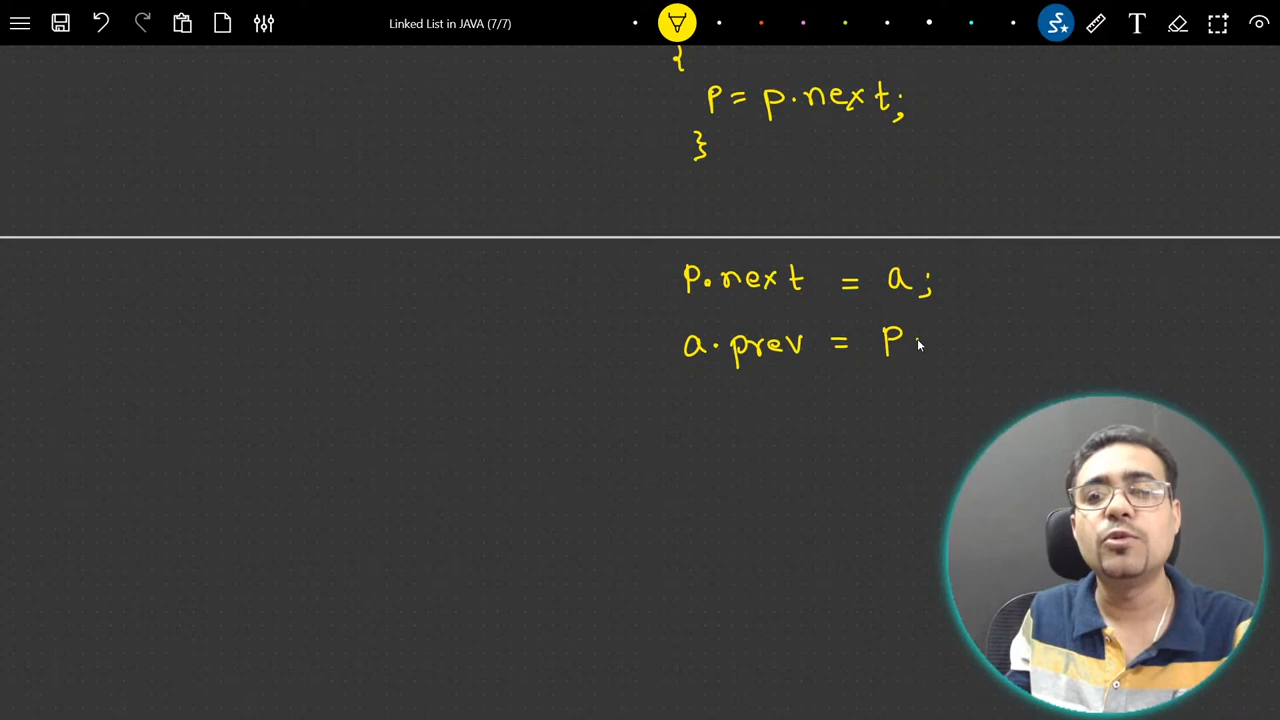 Linked List in JAVA (7/7)
T
{
p = p.next;
}
p.next = a;
a.prev = p